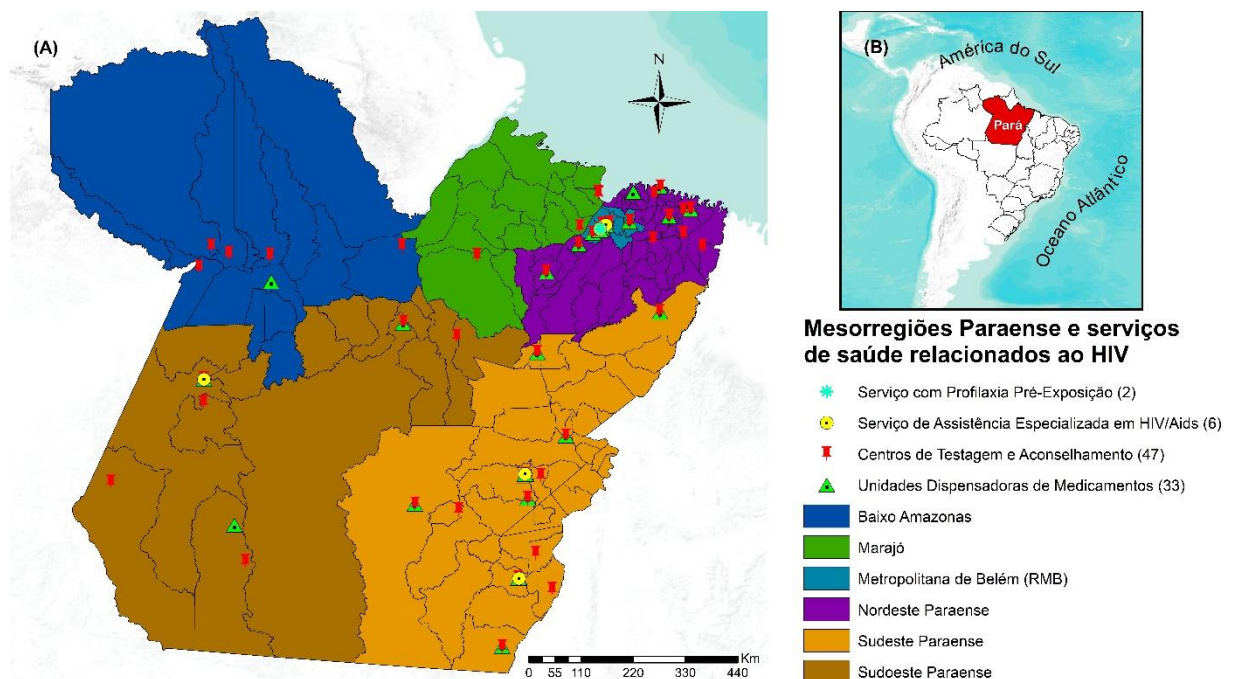 (A)
N
Km
0 55 110 220 330 440
(B)
América do Sul
Pará
Oceano Atlântico
Mesorregiões Paraense e serviços
de saúde relacionados ao HIV
Serviço com Profilaxia Pré-Exposição (2)
Serviço de Assistência Especializada em HIV/Aids (6)
Centros de Testagem e Aconselhamento (47)
Unidades Dispensadoras de Medicamentos (33)
Baixo Amazonas
Marajó
Metropolitana de Belém (RMB)
Nordeste Paraense
Sudeste Paraense
Sudoeste Paraense